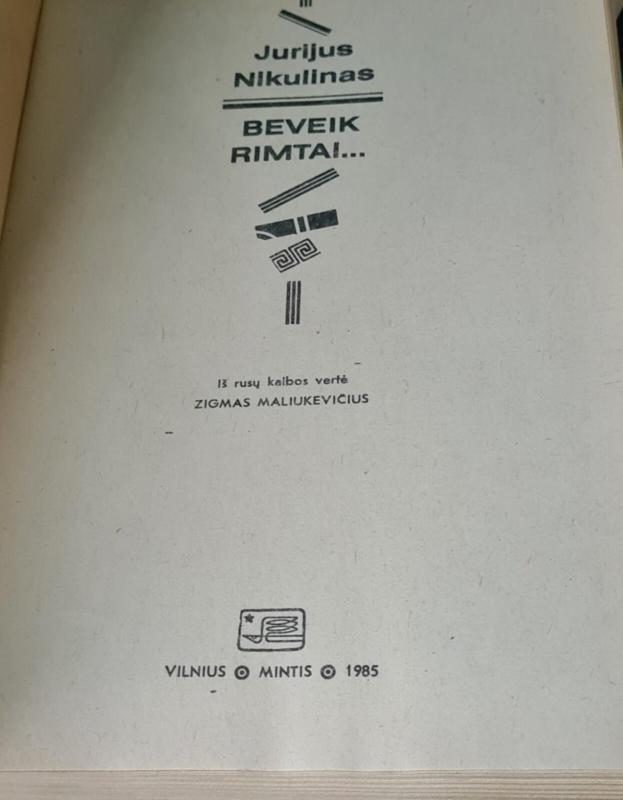 Jurijus
Nikulinas
BEVEIK
RIMTAI...
Iš rusų kalbos vertė
ZIGMAS MALIUKEVIČIUS
VILNIUS MINTIS 1985